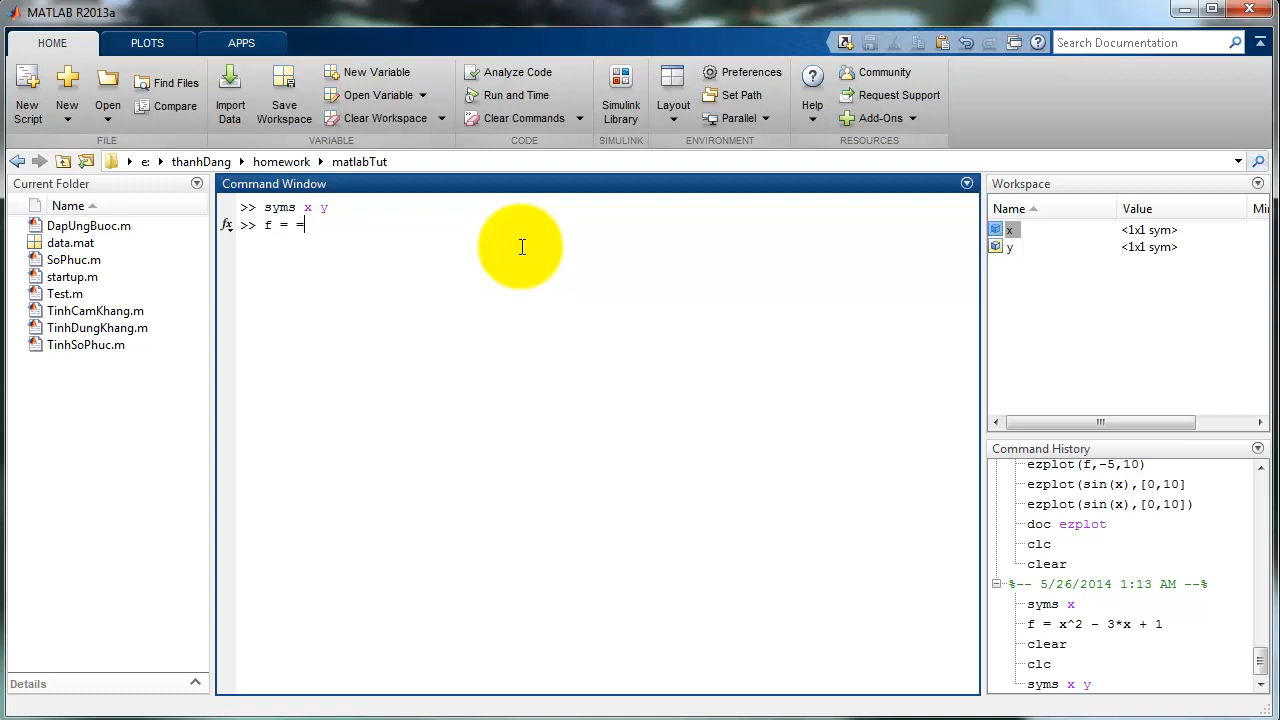 MATLAB R2013a
HOME PLOTS APPS
Search Documentation
New Script
New
Open
Find Files
Compare
Import Data
Save Workspace
New Variable
Open Variable
Clear Workspace
Analyze Code
Run and Time
Clear Commands
Simulink Library
Layout
Preferences
Set Path
Parallel
Help
Community
Request Support
Add-Ons
FILE VARIABLE CODE SIMULINK ENVIRONMENT RESOURCES
e: thanhDang homework matlabTut
Current Folder
Name
DapUngBuoc.m
data.mat
SoPhuc.m
startup.m
Test.m
TinhCamKhang.m
TinhDungKhang.m
TinhSoPhuc.m
Details
Command Window
>> syms x y
fx >> f = =
Workspace
Name Value Mi
x <1x1 sym>
y <1x1 sym>
Command History
ezplot(f,-5,10)
ezplot(sin(x),[0,10]
ezplot(sin(x),[0,10])
doc ezplot
clc
clear
%-- 5/26/2014 1:13 AM --%
syms x
f = x^2 - 3*x + 1
clear
clc
syms x y